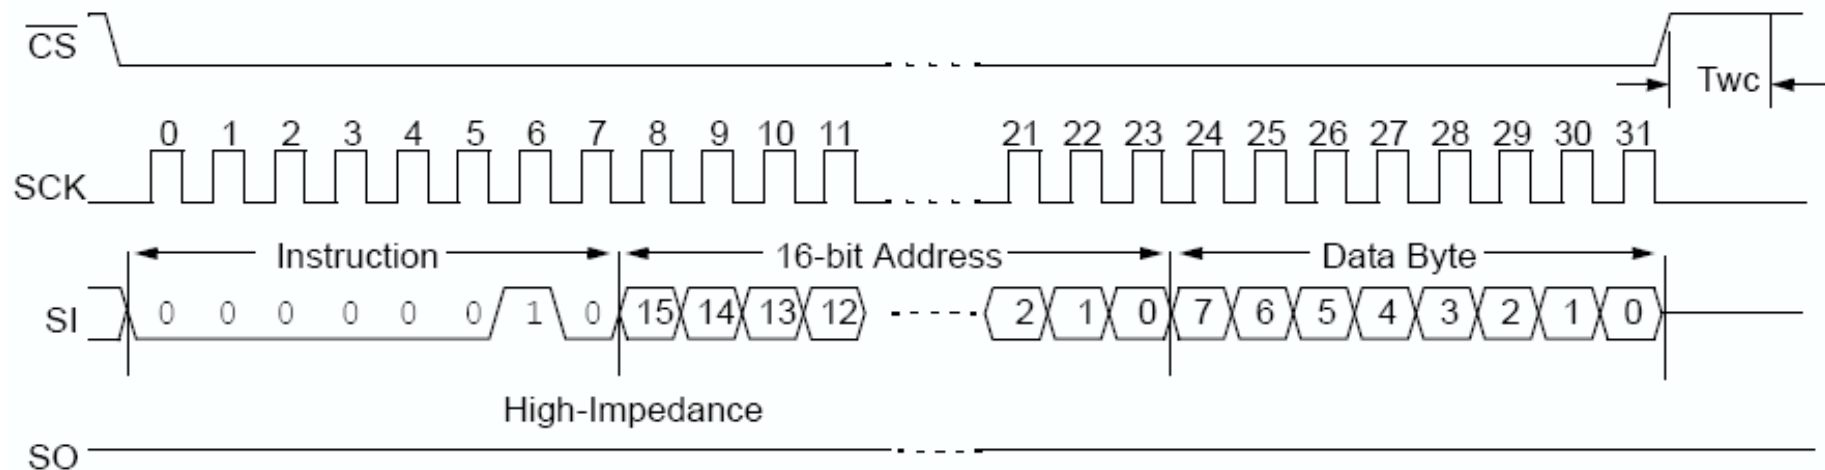 CS
Twc
0 1 2 3 4 5 6 7 8 9 10 11 21 22 23 24 25 26 27 28 29 30 31
SCK
Instruction 16-bit Address Data Byte
SI 0 0 0 0 0 0 1 0 15 14 13 12 2 1 0 7 6 5 4 3 2 1 0
High-Impedance
SO